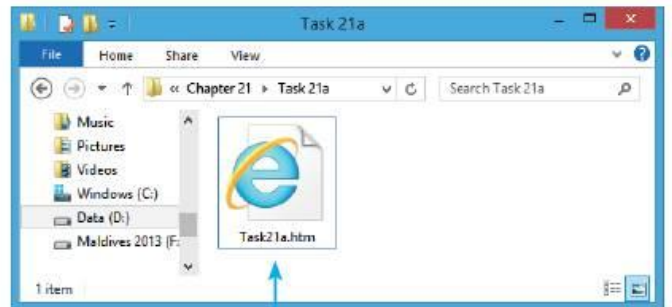 Task 21a
File Home Share View
« Chapter 21 Task 21a Search Task 21a
Music
Pictures
Videos
Windows (C:)
Data (D:)
Maldives 2013 (F:
Task21a.htm
1 item